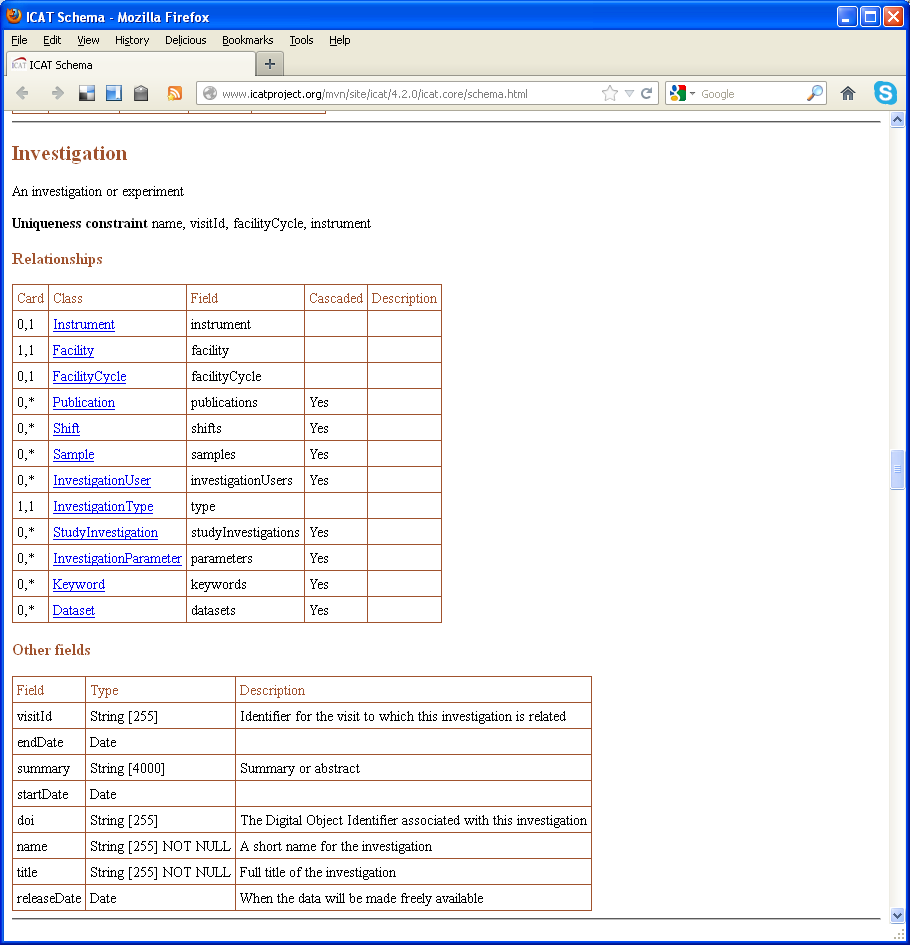 ICAT Schema - Mozilla Firefox
File Edit View History Delicious Bookmarks Tools Help
ICAT ICAT Schema
www.icatproject.org/mvn/site/icat/4.2.0/icat.core/schema.html Google
Investigation
An investigation or experiment
Uniqueness constraint name, visitId, facilityCycle, instrument
Relationships
Card Class Field Cascaded Description
0,1 Instrument instrument
1,1 Facility facility
0,1 FacilityCycle facilityCycle
0,* Publication publications Yes
0,* Shift shifts Yes
0,* Sample samples Yes
0,* InvestigationUser investigationUsers Yes
1,1 InvestigationType type
0,* StudyInvestigation studyInvestigations Yes
0,* InvestigationParameter parameters Yes
0,* Keyword keywords Yes
0,* Dataset datasets Yes
Other fields
Field Type Description
visitId String [255] Identifier for the visit to which this investigation is related
endDate Date
summary String [4000] Summary or abstract
startDate Date
doi String [255] The Digital Object Identifier associated with this investigation
name String [255] NOT NULL A short name for the investigation
title String [255] NOT NULL Full title of the investigation
releaseDate Date When the data will be made freely available